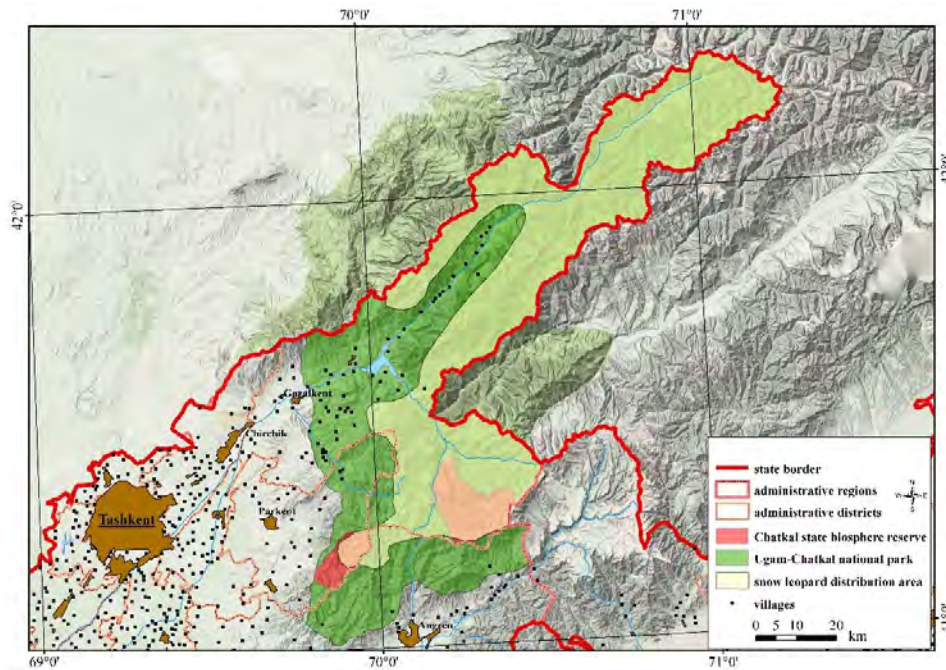 70°0'
71°0'
42°0'
Gazalkent
Chirchik
Tashkent
Parkent
Angren
state border
administrative regions
administrative districts
Chatkal state biosphere reserve
Ugam-Chatkal national park
snow leopard distribution area
villages
0 5 10 20
km
69°0'
70°0'
71°0'